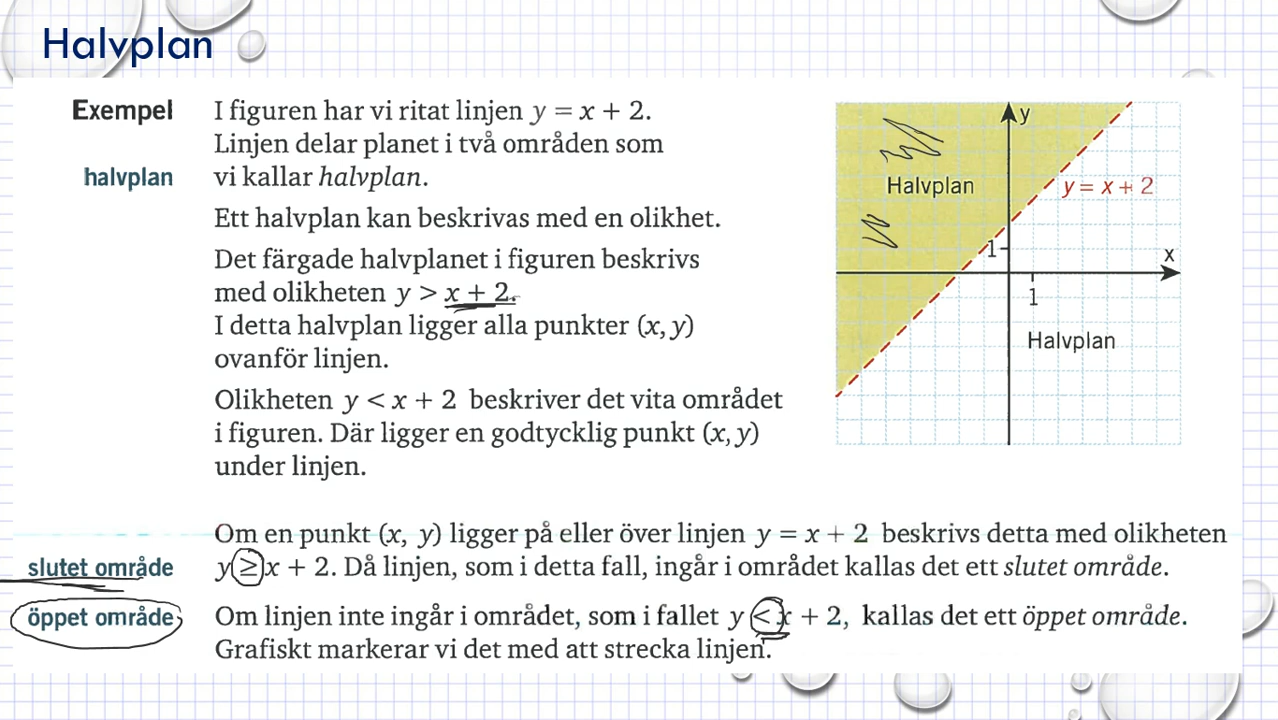 Halvplan
Exempel I figuren har vi ritat linjen y = x + 2.
Linjen delar planet i två områden som
halvplan vi kallar halvplan.
Ett halvplan kan beskrivas med en olikhet.
Det färgade halvplanet i figuren beskrivs
med olikheten y > x + 2.
I detta halvplan ligger alla punkter (x, y)
ovanför linjen.
Olikheten y < x + 2 beskriver det vita området
i figuren. Där ligger en godtycklig punkt (x, y)
under linjen.
y
Halvplan
y = x + 2
1
x
1
Halvplan
Om en punkt (x, y) ligger på eller över linjen y = x + 2 beskrivs detta med olikheten
slutet område y ≥ x + 2. Då linjen, som i detta fall, ingår i området kallas det ett slutet område.
öppet område Om linjen inte ingår i området, som i fallet y < x + 2, kallas det ett öppet område.
Grafiskt markerar vi det med att strecka linjen.